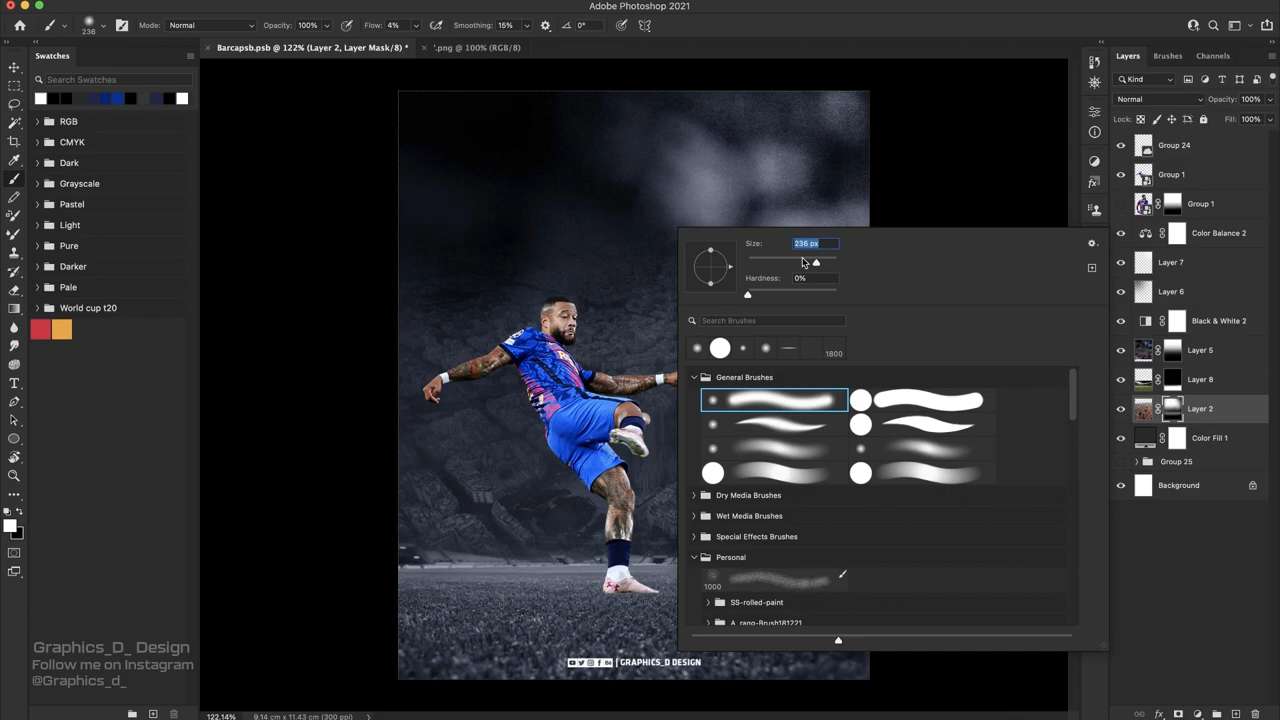 Adobe Photoshop 2021
236
Mode: Normal
Opacity: 100%
Flow: 4%
Smoothing: 15%
0°
Barcapsb.psb @ 122% (Layer 2, Layer Mask/8) *
'.png @ 100% (RGB/8)
Swatches
Search Swatches
RGB
CMYK
Dark
Grayscale
Pastel
Light
Pure
Darker
Pale
World cup t20
Graphics_D_ Design
Follow me on Instagram
@Graphics_d_
GRAPHICS_D DESIGN
122.14%
9.14 cm x 11.43 cm (300 ppi)
Size: 236 px
Hardness: 0%
Search Brushes
1800
General Brushes
Dry Media Brushes
Wet Media Brushes
Special Effects Brushes
Personal
1000
SS-rolled-paint
A_rang-Brush181221
Layers
Brushes
Channels
Kind
Normal
Opacity: 100%
Lock:
Fill: 100%
Group 24
Group 1
Group 1
Color Balance 2
Layer 7
Layer 6
Black & White 2
Layer 5
Layer 8
Layer 2
Color Fill 1
Group 25
Background